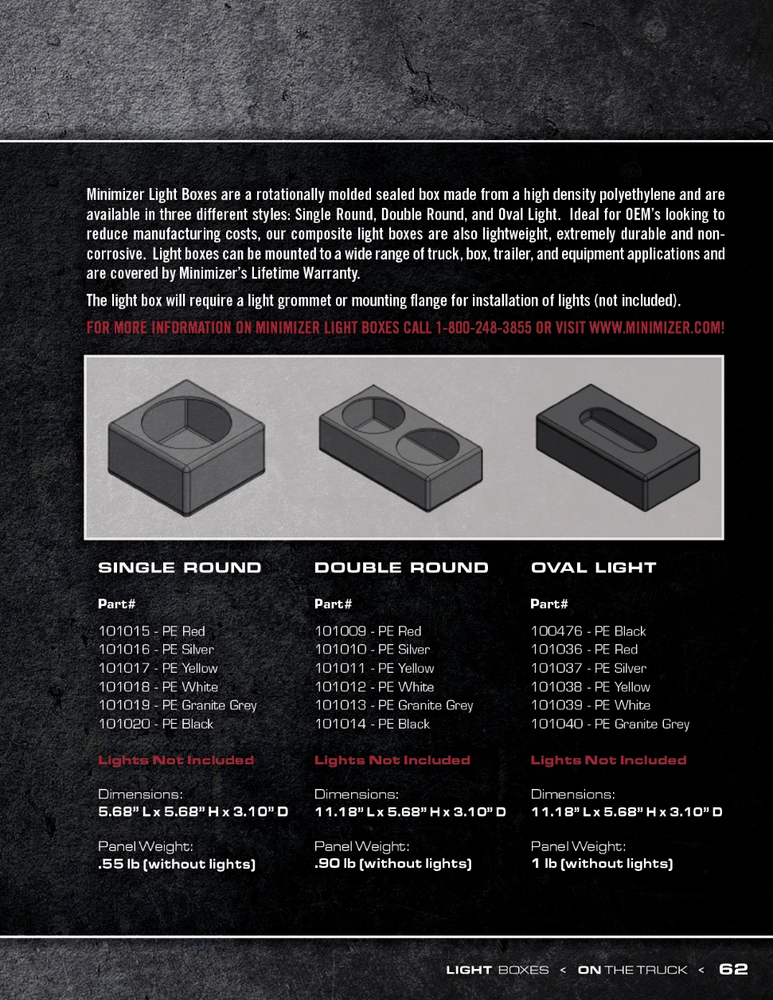 Minimizer Light Boxes are a rotationally molded sealed box made from a high density polyethylene and are
available in three different styles: Single Round, Double Round, and Oval Light.  Ideal for OEM's looking to
reduce manufacturing costs, our composite light boxes are also lightweight, extremely durable and non-
corrosive.  Light boxes can be mounted to a wide range of truck, box, trailer, and equipment applications and
are covered by Minimizer's Lifetime Warranty.
The light box will require a light grommet or mounting flange for installation of lights (not included).
FOR MORE INFORMATION ON MINIMIZER LIGHT BOXES CALL 1-800-248-3855 OR VISIT WWW.MINIMIZER.COM!
SINGLE ROUND
Part#
101015 - PE Red
101016 - PE Silver
101017 - PE Yellow
101018 - PE White
101019 - PE Granite Grey
101020 - PE Black
Lights Not Included
Dimensions:
5.68” L x 5.68” H x 3.10” D
Panel Weight:
.55 lb (without lights)
DOUBLE ROUND
Part#
101009 - PE Red
101010 - PE Silver
101011 - PE Yellow
101012 - PE White
101013 - PE Granite Grey
101014 - PE Black
Lights Not Included
Dimensions:
11.18” L x 5.68” H x 3.10” D
Panel Weight:
.90 lb (without lights)
OVAL LIGHT
Part#
100476 - PE Black
101036 - PE Red
101037 - PE Silver
101038 - PE Yellow
101039 - PE White
101040 - PE Granite Grey
Lights Not Included
Dimensions:
11.18” L x 5.68” H x 3.10” D
Panel Weight:
1 lb (without lights)
LIGHT BOXES < ON THE TRUCK < 62